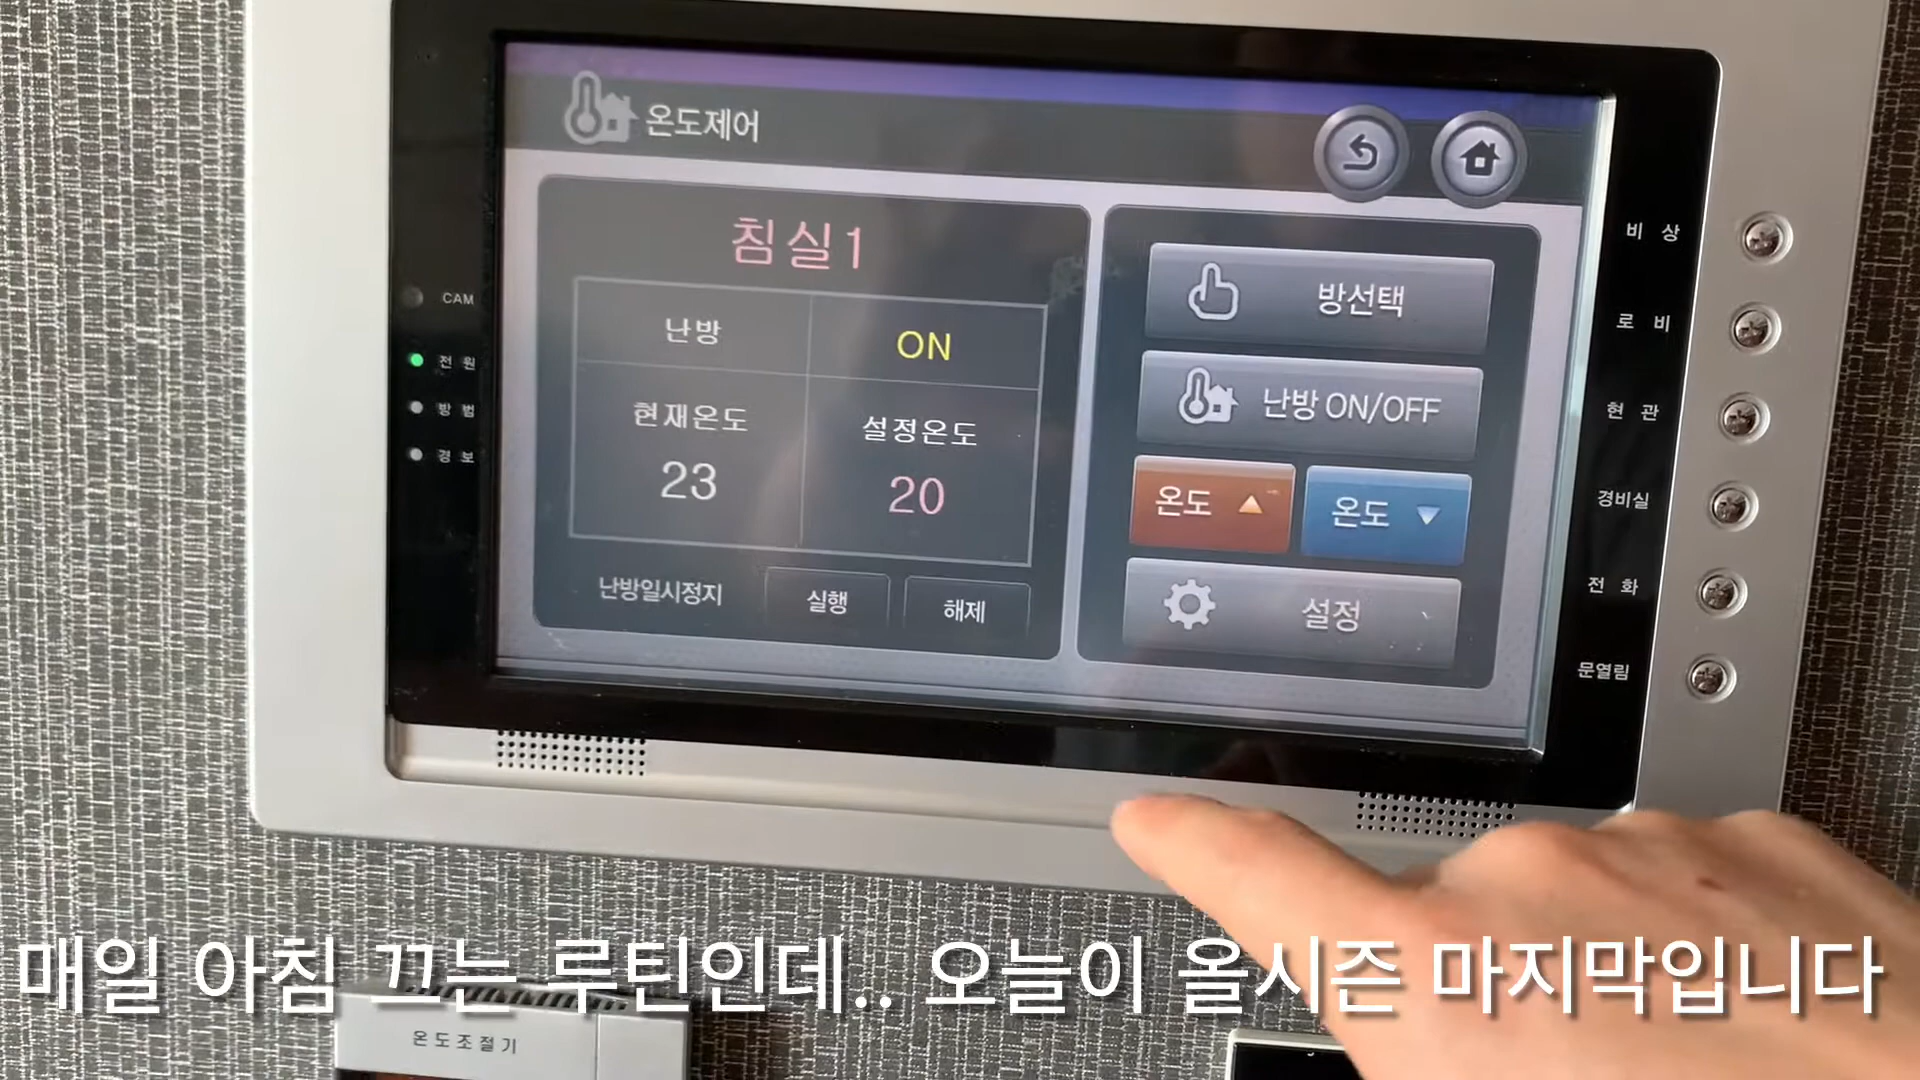 온도제어
침실1
난방 ON
현재온도 설정온도
23 20
난방일시정지 실행 해제
방선택
난방 ON/OFF
온도 ▲ 온도 ▼
설정
CAM
전원
방범
경보
비상
로비
현관
경비실
전화
문열림
매일 아침 끄는 루틴인데.. 오늘이 올시즌 마지막입니다
온도조절기